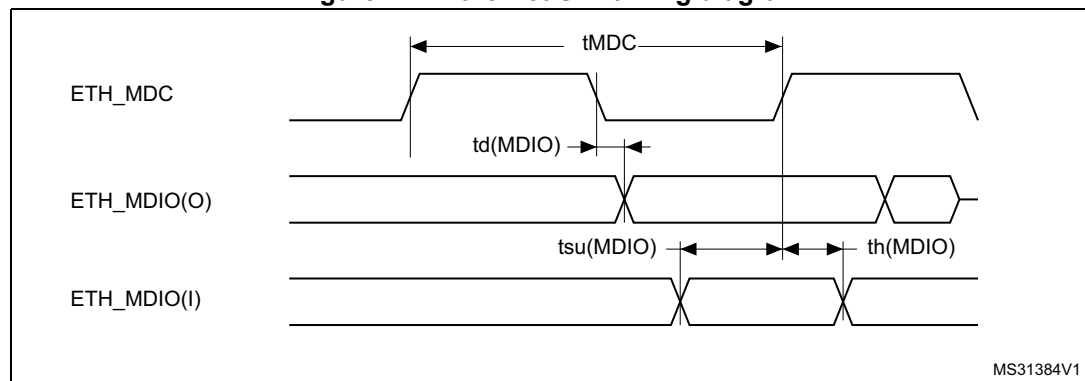 tMDC
ETH_MDC
td(MDIO)
ETH_MDIO(O)
tsu(MDIO) th(MDIO)
ETH_MDIO(I)
MS31384V1